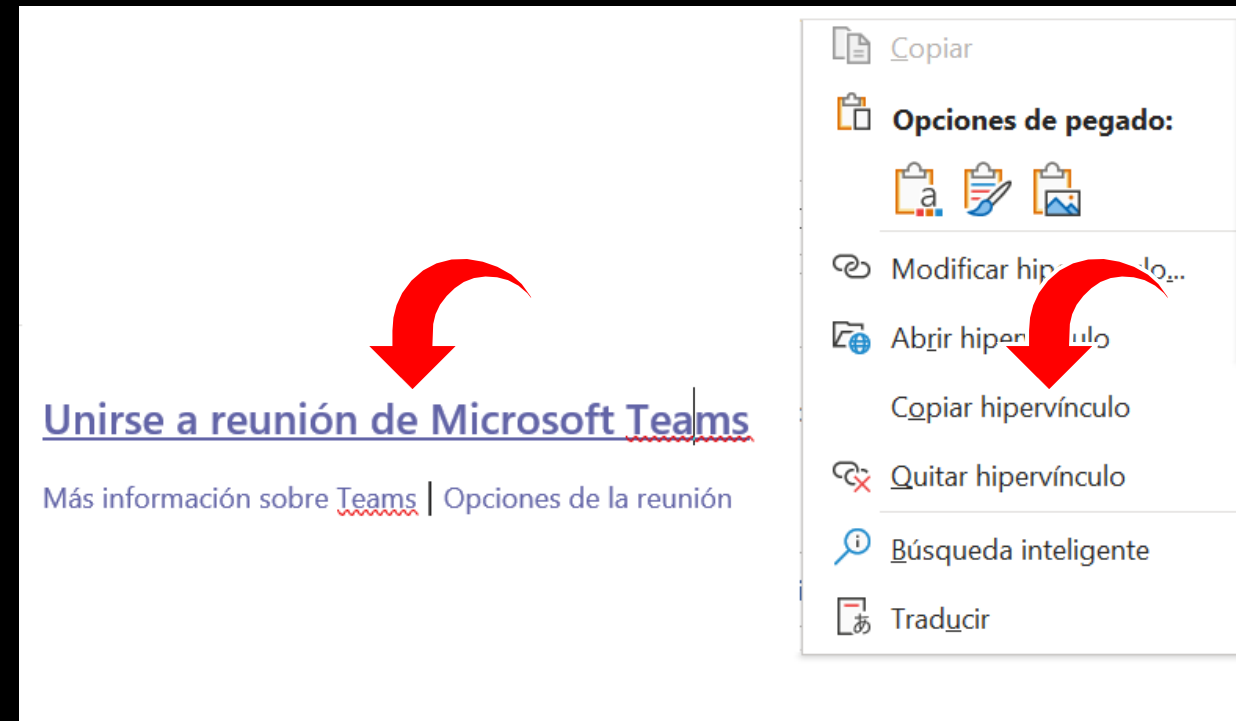 Unirse a reunión de Microsoft Teams
Más información sobre Teams | Opciones de la reunión
Copiar
Opciones de pegado:
Modificar
Abrir
Copiar hipervínculo
Quitar hipervínculo
Búsqueda inteligente
Traducir